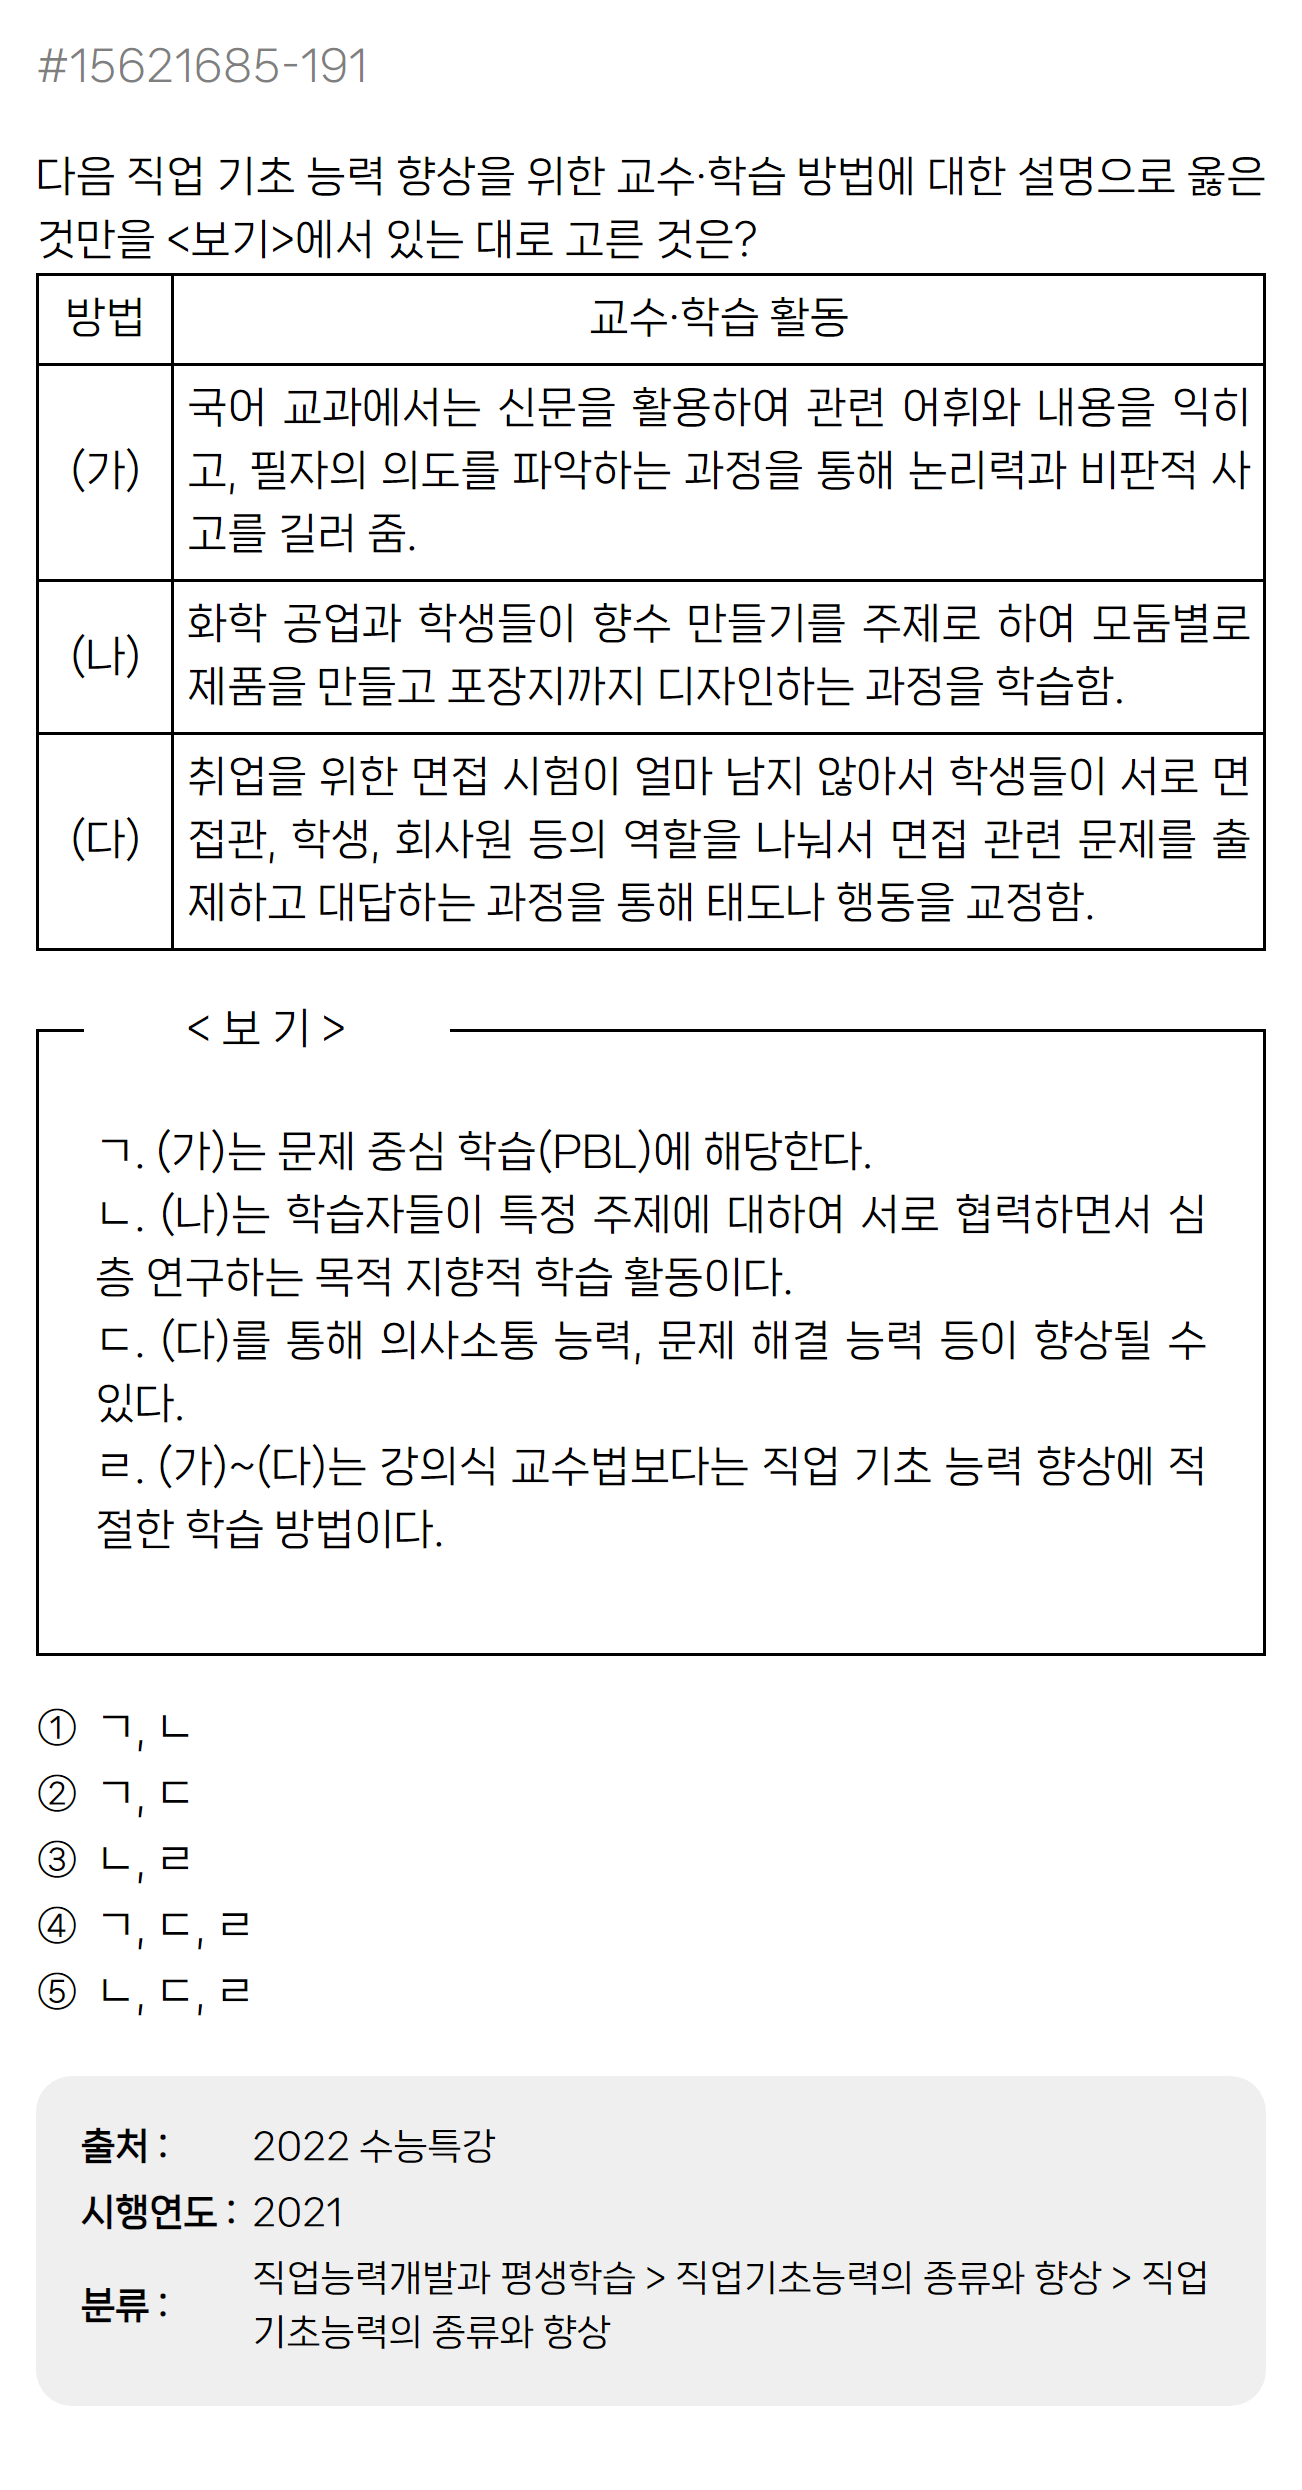 #15621685-191
다음 직업 기초 능력 향상을 위한 교수·학습 방법에 대한 설명으로 옳은
것만을 <보기>에서 있는 대로 고른 것은?
방법 교수·학습 활동
(가) 국어 교과에서는 신문을 활용하여 관련 어휘와 내용을 익히
고, 필자의 의도를 파악하는 과정을 통해 논리력과 비판적 사
고를 길러 줌.
(나) 화학 공업과 학생들이 향수 만들기를 주제로 하여 모둠별로
제품을 만들고 포장지까지 디자인하는 과정을 학습함.
(다) 취업을 위한 면접 시험이 얼마 남지 않아서 학생들이 서로 면
접관, 학생, 회사원 등의 역할을 나눠서 면접 관련 문제를 출
제하고 대답하는 과정을 통해 태도나 행동을 교정함.
< 보 기 >
ㄱ. (가)는 문제 중심 학습(PBL)에 해당한다.
ㄴ. (나)는 학습자들이 특정 주제에 대하여 서로 협력하면서 심
층 연구하는 목적 지향적 학습 활동이다.
ㄷ. (다)를 통해 의사소통 능력, 문제 해결 능력 등이 향상될 수
있다.
ㄹ. (가)~(다)는 강의식 교수법보다는 직업 기초 능력 향상에 적
절한 학습 방법이다.
① ㄱ, ㄴ
② ㄱ, ㄷ
③ ㄴ, ㄹ
④ ㄱ, ㄷ, ㄹ
⑤ ㄴ, ㄷ, ㄹ
출처 : 2022 수능특강
시행연도 : 2021
분류 : 직업능력개발과 평생학습 > 직업기초능력의 종류와 향상 > 직업
기초능력의 종류와 향상